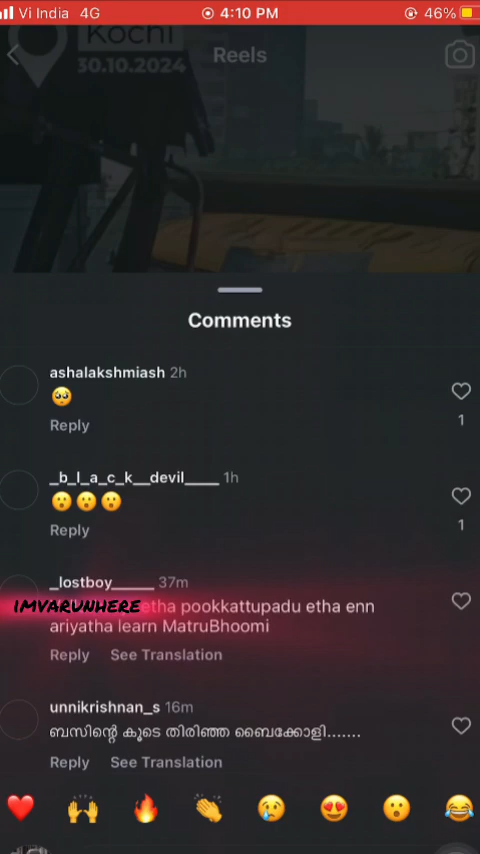 Vi India 4G 4:10 PM 46%
Kochi
30.10.2024
Reels
Comments
ashalakshmiash 2h
🥺
Reply
1
_b_l_a_c_k__devil____ 1h
😮😮😮
Reply
1
_lostboy_____ 37m
IMVARUNHERE
etha pookkattupadu etha enn
ariyatha learn MatruBhoomi
Reply See Translation
unnikrishnan_s 16m
ബസിന്റെ കൂടെ തിരിഞ്ഞ ബൈക്കോളി.......
Reply See Translation
❤️ 🙌 🔥 👏 😢 😍 😮 😂